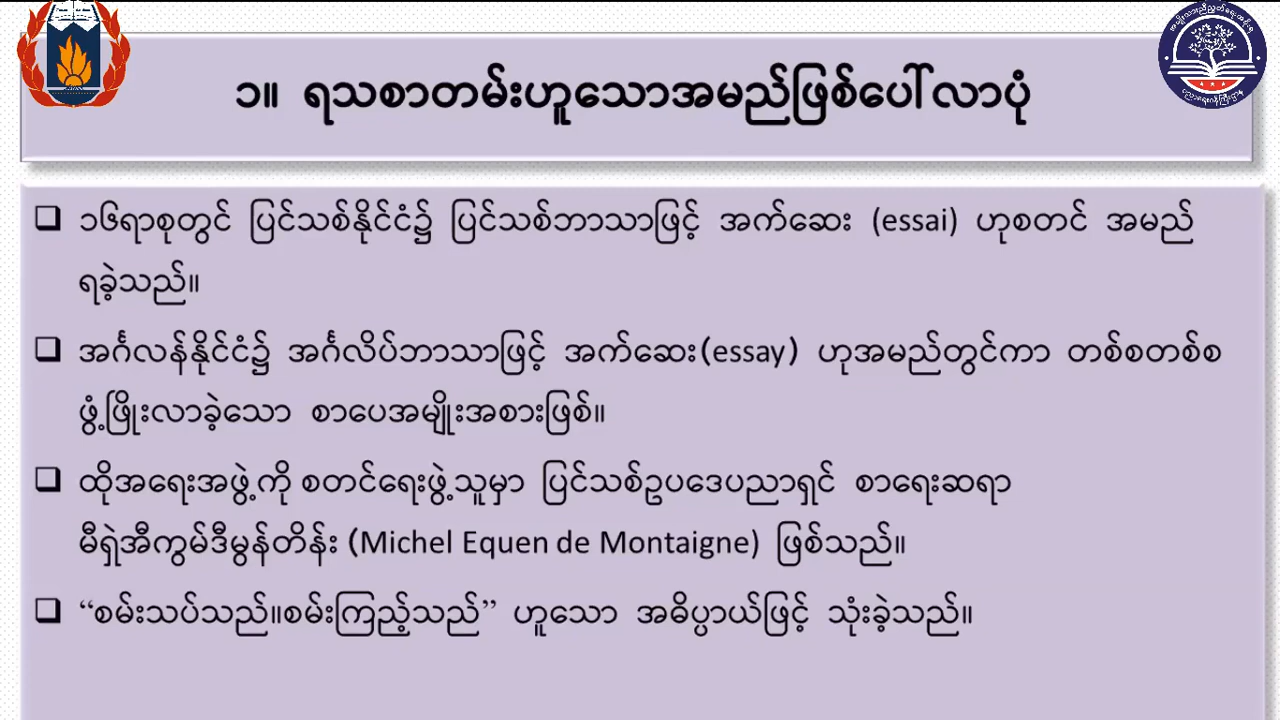 ၁။ ရသစာတမ်းဟူသောအမည်ဖြစ်ပေါ်လာပုံ
❑ ၁၆ရာစုတွင် ပြင်သစ်နိုင်ငံ၌ ပြင်သစ်ဘာသာဖြင့် အက်ဆေး (essai) ဟုစတင် အမည်
ရခဲ့သည်။
❑ အင်္ဂလန်နိုင်ငံ၌ အင်္ဂလိပ်ဘာသာဖြင့် အက်ဆေး(essay) ဟုအမည်တွင်ကာ တစ်စတစ်စ
ဖွံ့ဖြိုးလာခဲ့သော စာပေအမျိုးအစားဖြစ်။
❑ ထိုအရေးအဖွဲ့ကို စတင်ရေးဖွဲ့သူမှာ ပြင်သစ်ဥပဒေပညာရှင် စာရေးဆရာ
မီရှဲအီကွမ်ဒီမွန်တိန်း (Michel Equen de Montaigne) ဖြစ်သည်။
❑ “စမ်းသပ်သည်။စမ်းကြည့်သည်” ဟူသော အဓိပ္ပာယ်ဖြင့် သုံးခဲ့သည်။